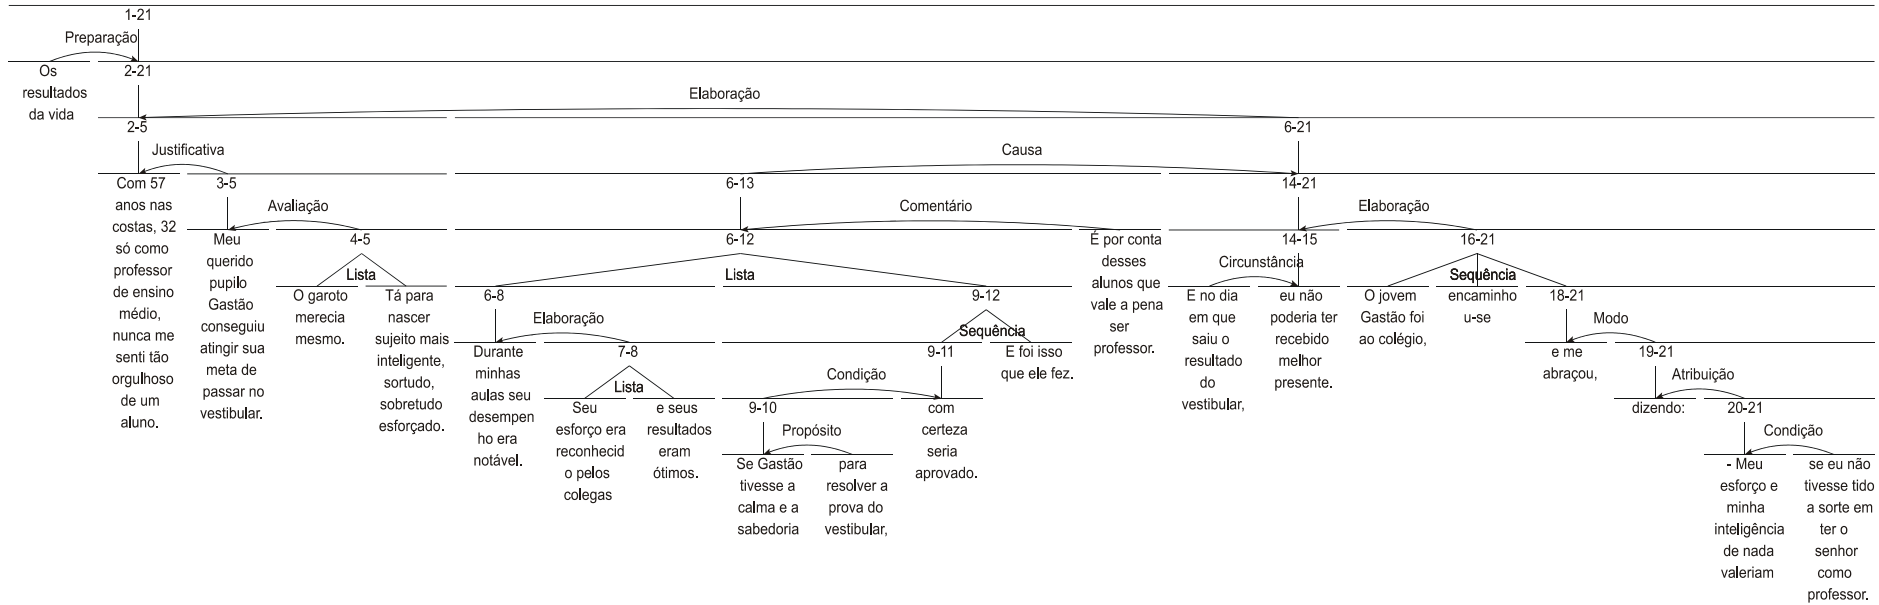 1-21
Preparação
Os
resultados
da vida
2-21
Elaboração
2-5
6-21
Justificativa
Causa
Com 57
anos nas
costas, 32
só como
professor
de ensino
médio,
nunca me
senti tão
orgulhoso
de um
aluno.
3-5
6-13
14-21
Avaliação
Comentário
Elaboração
Meu
querido
pupilo
Gastão
conseguiu
atingir sua
meta de
passar no
vestibular.
4-5
Lista
O garoto
merecia
mesmo.
Tá para
nascer
sujeito mais
inteligente,
sortudo,
sobretudo
esforçado.
6-12
Lista
6-8
Elaboração
Durante
minhas
aulas seu
desempen
ho era
notável.
7-8
Lista
Seu
esforço era
reconhecid
o pelos
colegas
e seus
resultados
eram
ótimos.
9-12
Sequência
9-11
Condição
9-10
Propósito
Se Gastão
tivesse a
calma e a
sabedoria
para
resolver a
prova do
vestibular,
com
certeza
seria
aprovado.
E foi isso
que ele fez.
É por conta
desses
alunos que
vale a pena
ser
professor.
14-15
Circunstância
E no dia
em que
saiu o
resultado
do
vestibular,
eu não
poderia ter
recebido
melhor
presente.
16-21
Sequência
O jovem
Gastão foi
ao colégio,
encaminho
u-se
18-21
Modo
e me
abraçou,
19-21
Atribuição
dizendo:
20-21
Condição
- Meu
esforço e
minha
inteligência
de nada
valeriam
se eu não
tivesse tido
a sorte em
ter o
senhor
como
professor.